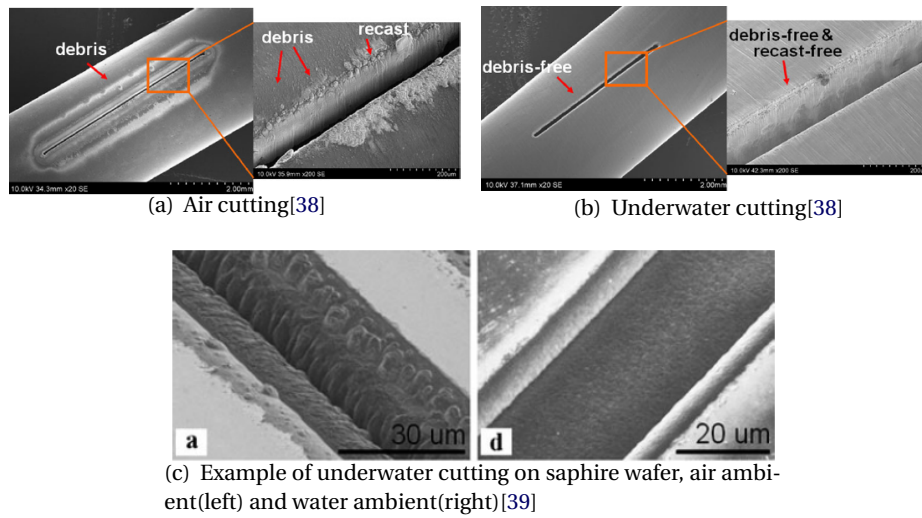 debris
debris
recast
10.0kV 34.3mm x20 SE
2.00mm
10.0kV 35.9mm x200 SE
200um
debris-free
debris-free &
recast-free
10.0kV 37.1mm x20 SE
2.00mm
10.0kV 42.3mm x200 SE
200um
(a) Air cutting[38]
(b) Underwater cutting[38]
a
30 um
d
20 um
(c) Example of underwater cutting on saphire wafer, air ambi-
ent(left) and water ambient(right)[39]